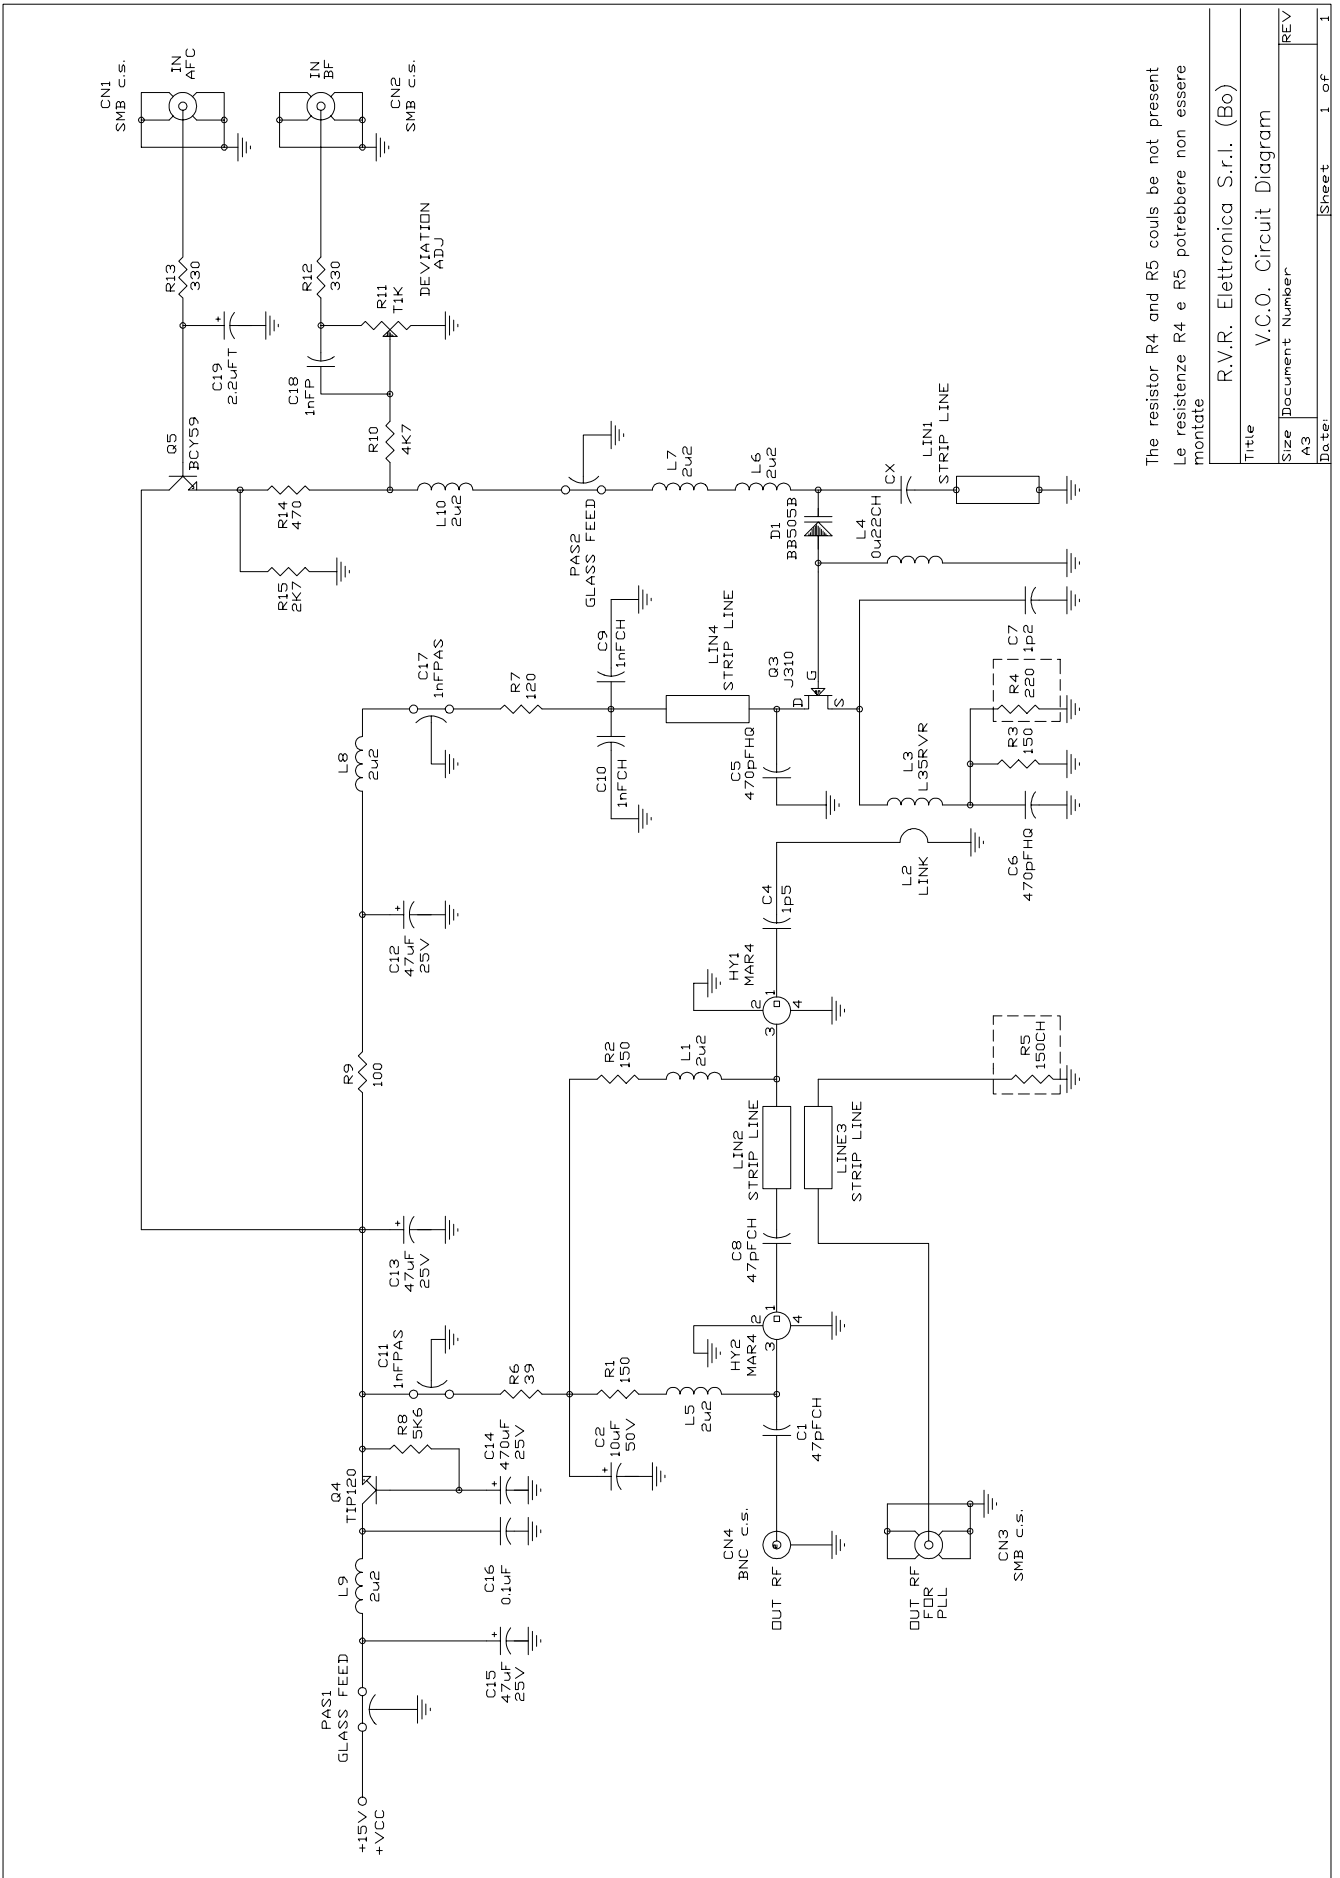 CN1
SMB c.s.
IN
AFC
IN
BF
CN2
SMB c.s.
R13
330
R12
330
C19
2.2uFT
C18
1nFP
R11
T1K
DEVIATION
ADJ
Q5
BCY59
R10
4K7
R14
470
R15
2K7
L10
2u2
PAS2
GLASS FEED
L7
2u2
L6
2u2
D1
BB505B
CX
LIN1
STRIP LINE
L4
0u22CH
L8
2u2
C17
1nFPAS
R7
120
C9
1nFCH
C10
1nFCH
LIN4
STRIP LINE
Q3
J310
D
G
S
C5
470pFHQ
C7
1p2
R4
220
R3
150
L3
L35RVR
C6
470pFHQ
L2
LINK
C4
1p5
C12
47uF
25V
R9
100
HY1
MAR4
1
2
3
4
R2
150
L1
2u2
R5
150CH
LIN2
STRIP LINE
LINE3
STRIP LINE
C8
47pFCH
C13
47uF
25V
HY2
MAR4
1
2
3
4
C11
1nFPAS
R6
39
R1
150
L5
2u2
C1
47pFCH
C2
10uF
50V
R8
5K6
C14
470uF
25V
Q4
TIP120
C16
0.1uF
L9
2u2
C15
47uF
25V
PAS1
GLASS FEED
+15V
+VCC
CN4
BNC c.s.
OUT RF
OUT RF
FOR
PLL
CN3
SMB c.s.
The resistor R4 and R5 couls be not present
Le resistenze R4 e R5 potrebbere non essere
montate
R.V.R. Elettronica S.r.l. (Bo)
Title
V.C.O. Circuit Diagram
Size Document Number REV
A3
Date: Sheet 1 of 1